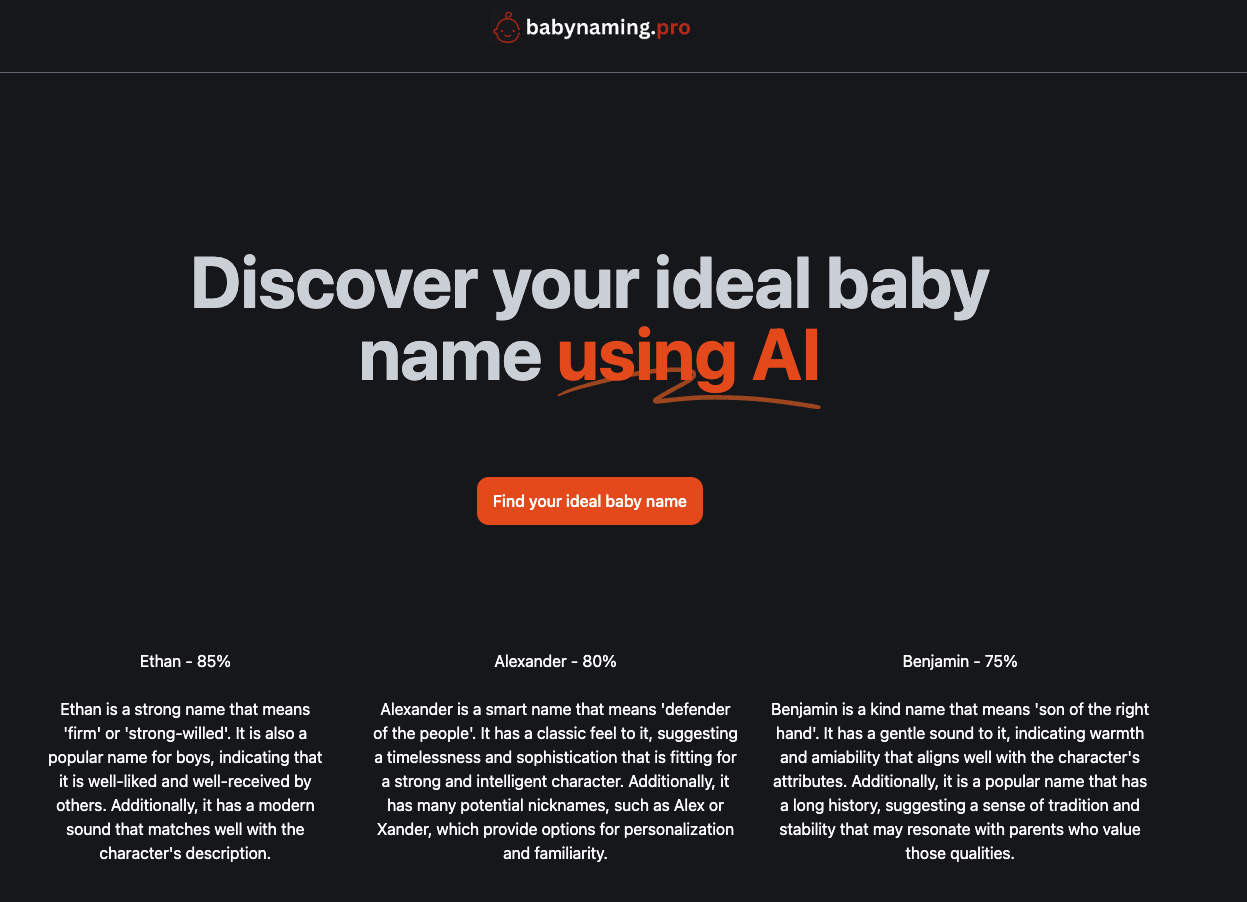 babynaming.pro
Discover your ideal baby
name using AI
Find your ideal baby name
Ethan - 85%
Ethan is a strong name that means
'firm' or 'strong-willed'. It is also a
popular name for boys, indicating that
it is well-liked and well-received by
others. Additionally, it has a modern
sound that matches well with the
character's description.
Alexander - 80%
Alexander is a smart name that means 'defender
of the people'. It has a classic feel to it, suggesting
a timelessness and sophistication that is fitting for
a strong and intelligent character. Additionally, it
has many potential nicknames, such as Alex or
Xander, which provide options for personalization
and familiarity.
Benjamin - 75%
Benjamin is a kind name that means 'son of the right
hand'. It has a gentle sound to it, indicating warmth
and amiability that aligns well with the character's
attributes. Additionally, it is a popular name that has
a long history, suggesting a sense of tradition and
stability that may resonate with parents who value
those qualities.